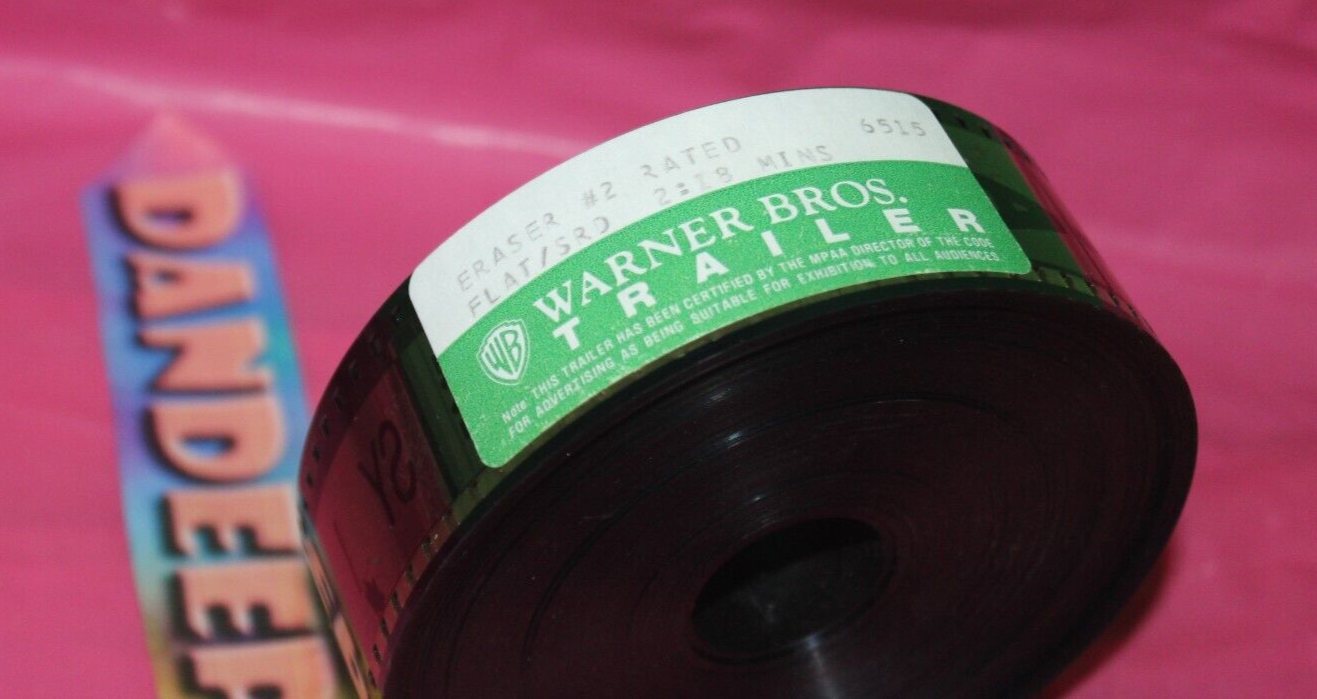 ERASER #2 RATED 6515
FLAT/SRD 2:18 MINS
WARNER BROS.
TRAILER
WB
Note THIS TRAILER HAS BEEN CERTIFIED BY THE MPAA DIRECTOR OF THE CODE
FOR ADVERTISING AS BEING SUITABLE FOR EXHIBITION TO ALL AUDIENCES.
DANDEE